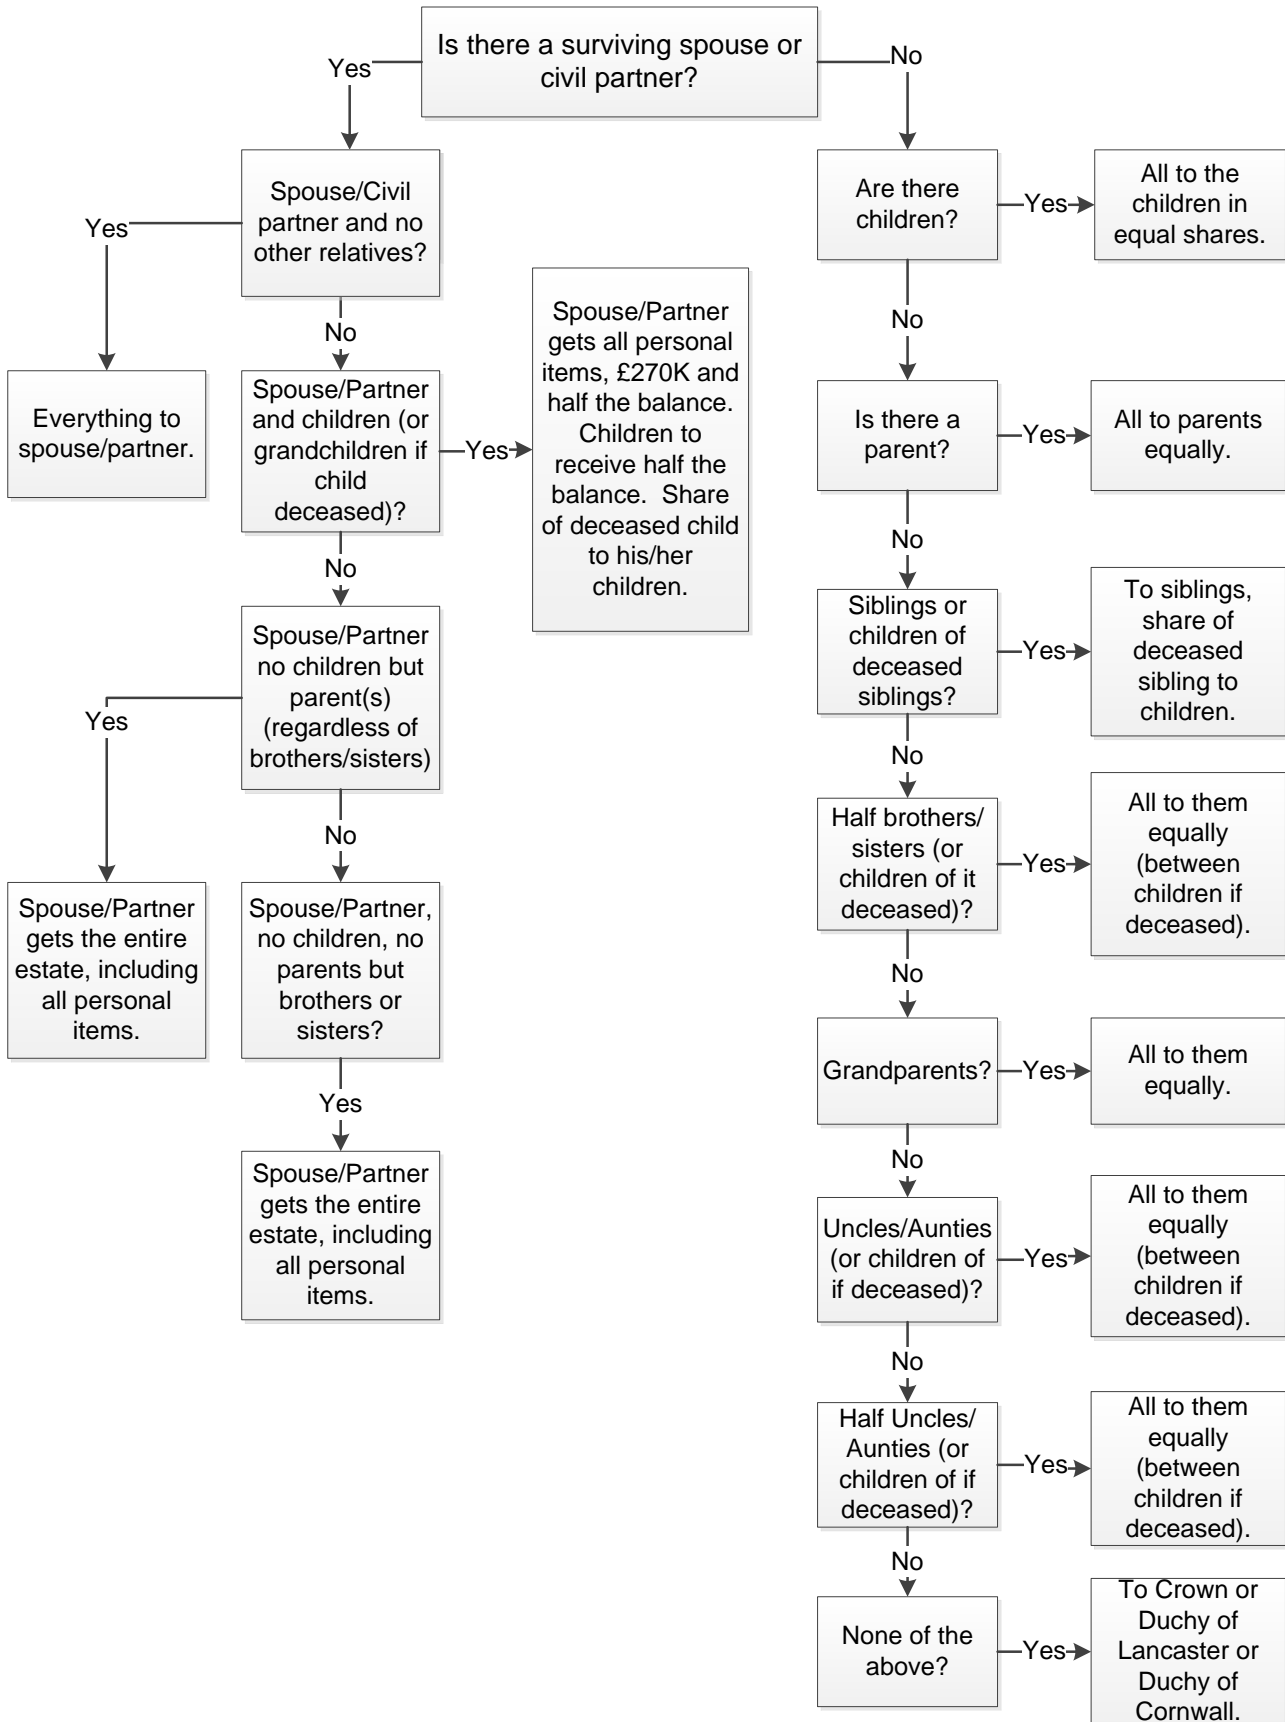 Is there a surviving spouse or
civil partner?
Yes
No
Spouse/Civil
partner and no
other relatives?
Yes
No
Everything to
spouse/partner.
Spouse/Partner
and children (or
grandchildren if
child
deceased)?
Yes
Spouse/Partner
gets all personal
items, £270K and
half the balance.
Children to
receive half the
balance.  Share
of deceased child
to his/her
children.
No
Spouse/Partner
no children but
parent(s)
(regardless of
brothers/sisters)
Yes
No
Spouse/Partner
gets the entire
estate, including
all personal
items.
Spouse/Partner,
no children, no
parents but
brothers or
sisters?
Yes
Spouse/Partner
gets the entire
estate, including
all personal
items.
Are there
children?
Yes
All to the
children in
equal shares.
No
Is there a
parent?
Yes
All to parents
equally.
No
Siblings or
children of
deceased
siblings?
Yes
To siblings,
share of
deceased
sibling to
children.
No
Half brothers/
sisters (or
children of it
deceased)?
Yes
All to them
equally
(between
children if
deceased).
No
Grandparents?
Yes
All to them
equally.
No
Uncles/Aunties
(or children of
if deceased)?
Yes
All to them
equally
(between
children if
deceased).
No
Half Uncles/
Aunties (or
children of if
deceased)?
Yes
All to them
equally
(between
children if
deceased).
No
None of the
above?
Yes
To Crown or
Duchy of
Lancaster or
Duchy of
Cornwall.